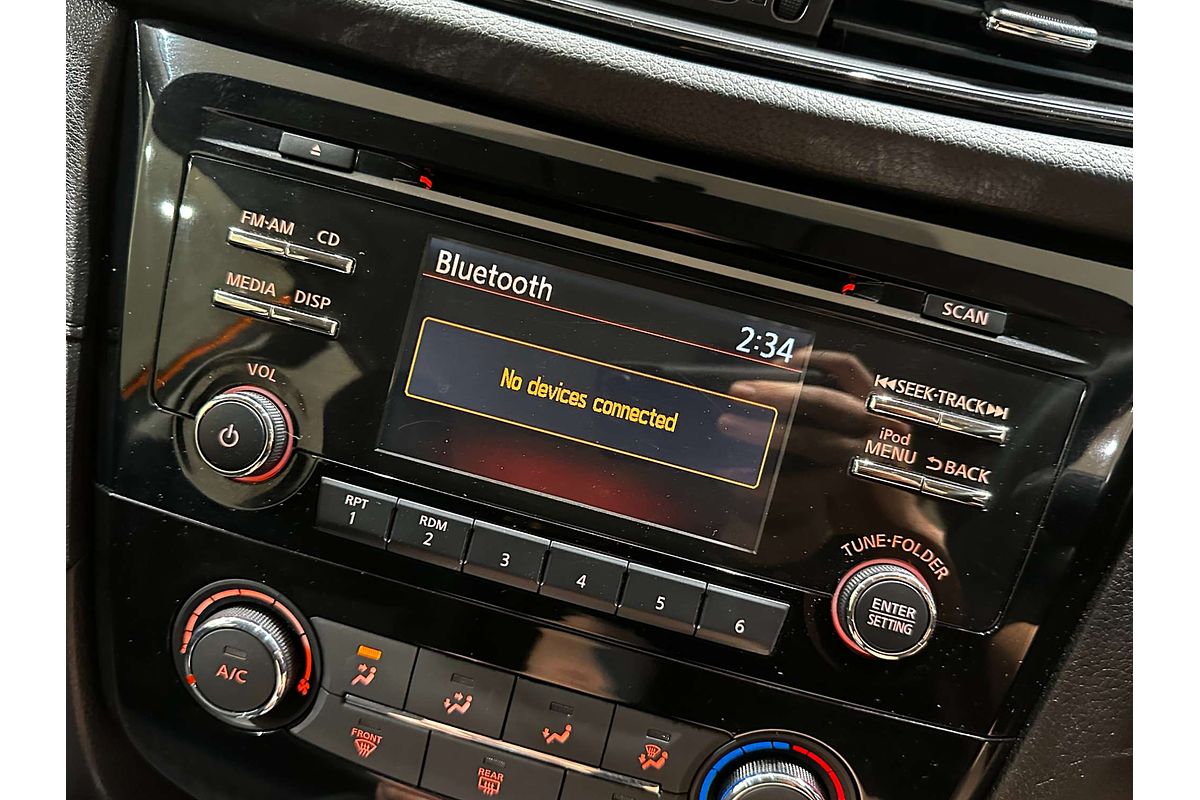 FM·AM CD
MEDIA DISP
VOL
Bluetooth
2:34
No devices connected
SCAN
SEEK·TRACK
iPod
MENU BACK
TUNE·FOLDER
ENTER
SETTING
RPT
1
RDM
2
3
4
5
6
A/C
FRONT
REAR